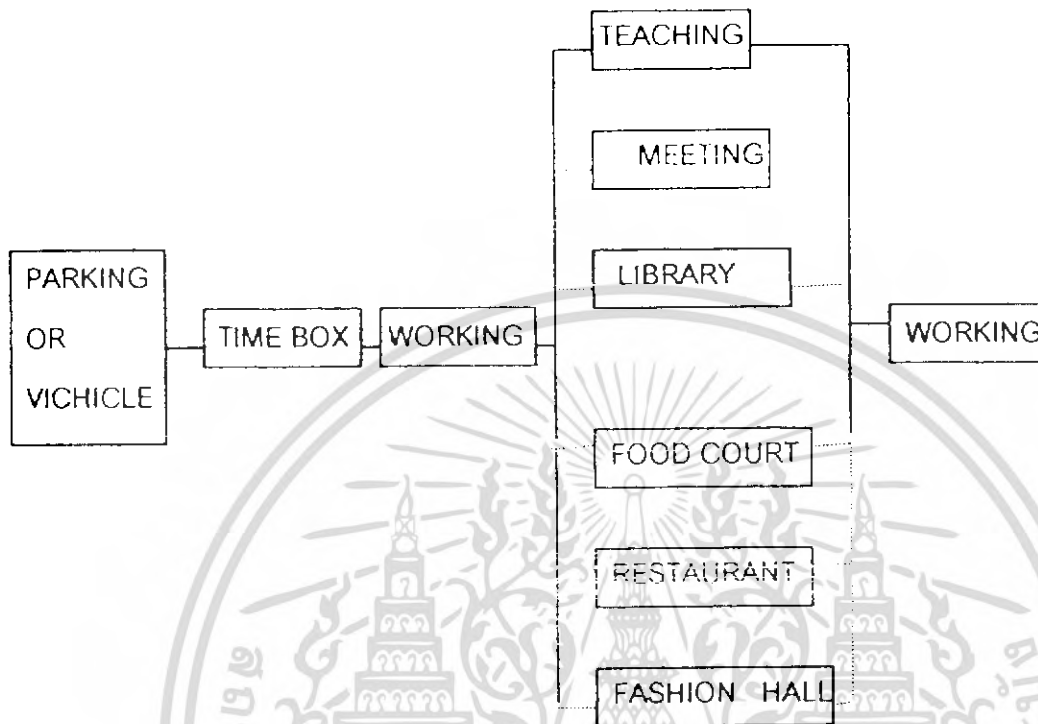 TEACHING
MEETING
LIBRARY
PARKING
OR
VICHICLE
TIME BOX
WORKING
WORKING
FOOD COURT
RESTAURANT
FASHION HALL